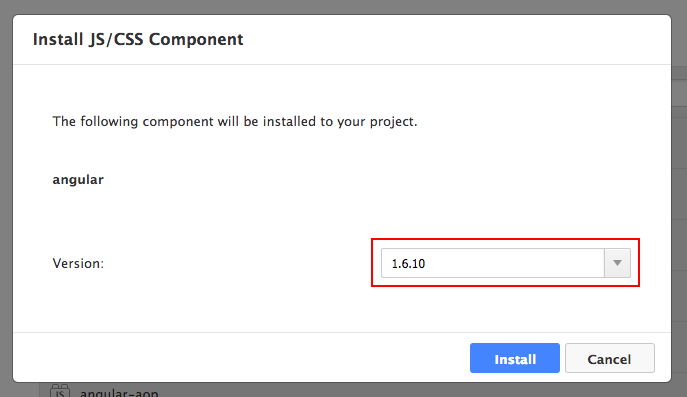 Install JS/CSS Component
The following component will be installed to your project.
angular
Version:
1.6.10
Install
Cancel
JS
angular-aop